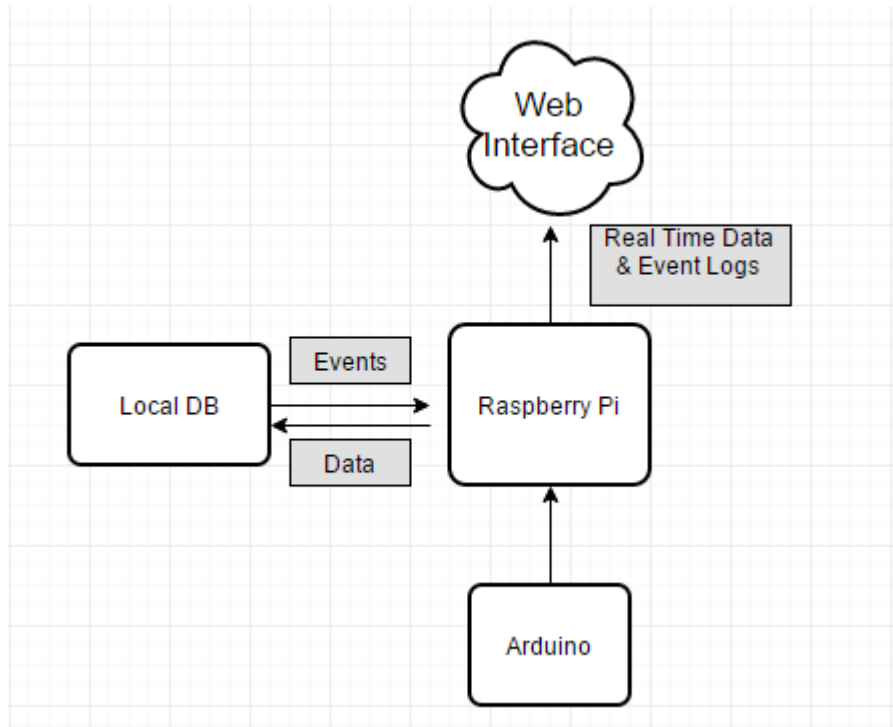 Web
Interface
Real Time Data
& Event Logs
Events
Local DB
Raspberry Pi
Data
Arduino